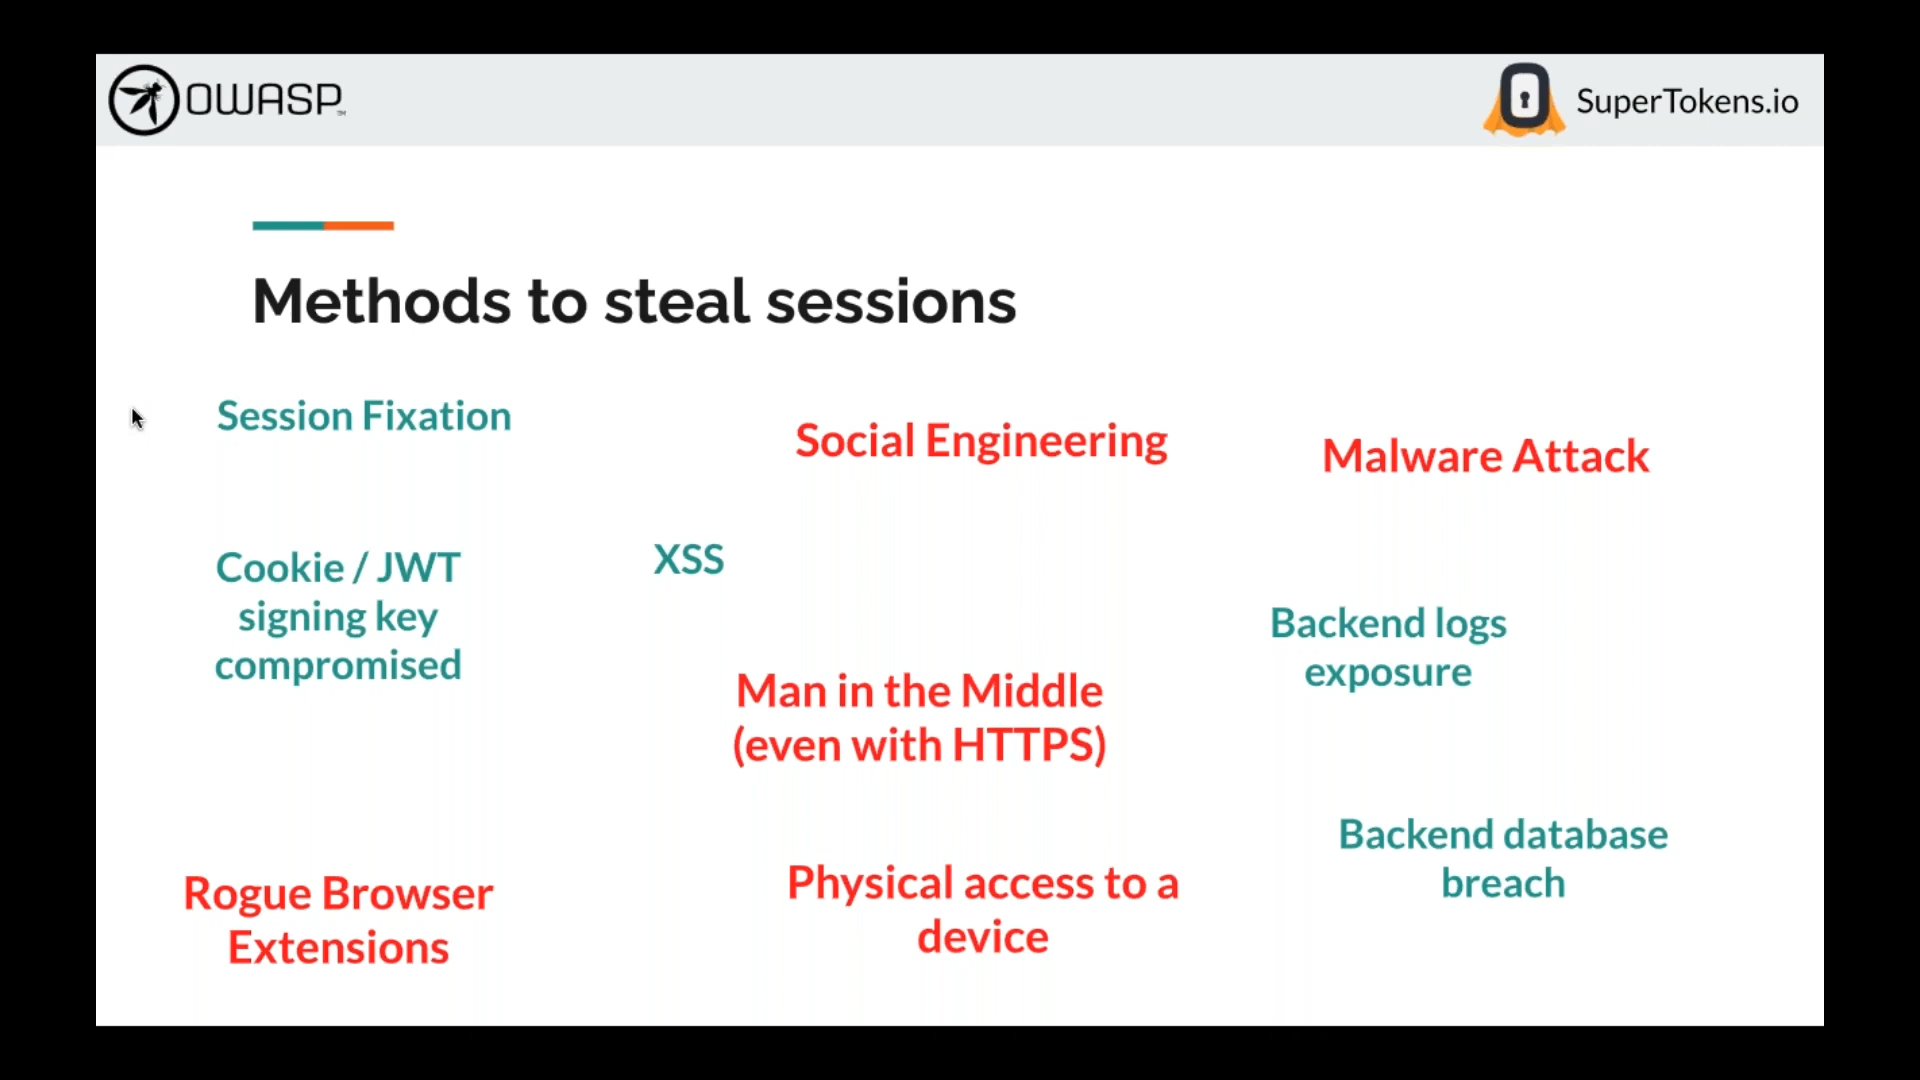 OWASP™
SuperTokens.io
Methods to steal sessions
Session Fixation
Social Engineering
Malware Attack
Cookie / JWT
signing key
compromised
XSS
Backend logs
exposure
Man in the Middle
(even with HTTPS)
Backend database
breach
Rogue Browser
Extensions
Physical access to a
device